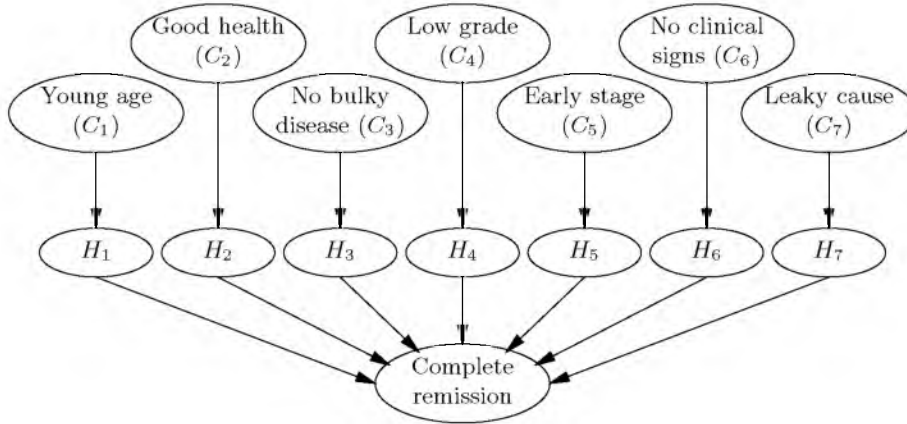 Good health
(C₂)
Low grade
(C₄)
No clinical
signs (C₆)
Young age
(C₁)
No bulky
disease (C₃)
Early stage
(C₅)
Leaky cause
(C₇)
H₁
H₂
H₃
H₄
H₅
H₆
H₇
Complete
remission